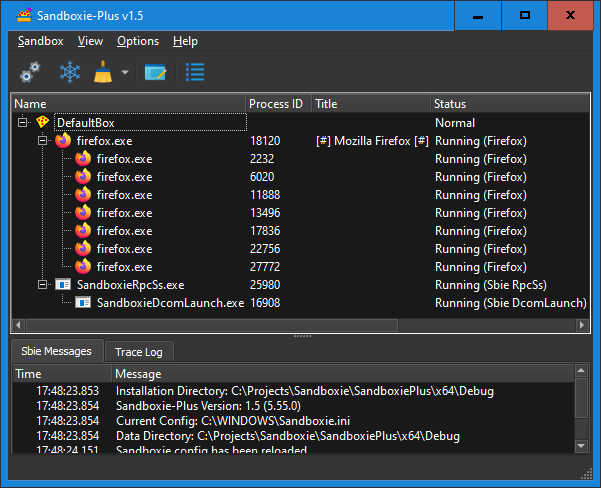 Sandboxie-Plus v1.5
Sandbox View Options Help
Name Process ID Title Status
DefaultBox Normal
firefox.exe 18120 [#] Mozilla Firefox [#] Running (Firefox)
firefox.exe 2232 Running (Firefox)
firefox.exe 6020 Running (Firefox)
firefox.exe 11888 Running (Firefox)
firefox.exe 13496 Running (Firefox)
firefox.exe 17836 Running (Firefox)
firefox.exe 22756 Running (Firefox)
firefox.exe 27772 Running (Firefox)
SandboxieRpcSs.exe 25980 Running (Sbie RpcSs)
SandboxieDcomLaunch.exe 16908 Running (Sbie DcomLaunch)
Sbie Messages Trace Log
Time Message
17:48:23.853 Installation Directory: C:\Projects\Sandboxie\SandboxiePlus\x64\Debug
17:48:23.854 Sandboxie-Plus Version: 1.5 (5.55.0)
17:48:23.854 Current Config: C:\WINDOWS\Sandboxie.ini
17:48:23.854 Data Directory: C:\Projects\Sandboxie\SandboxiePlus\x64\Debug
17:48:24.151 Sandboxie config has been reloaded